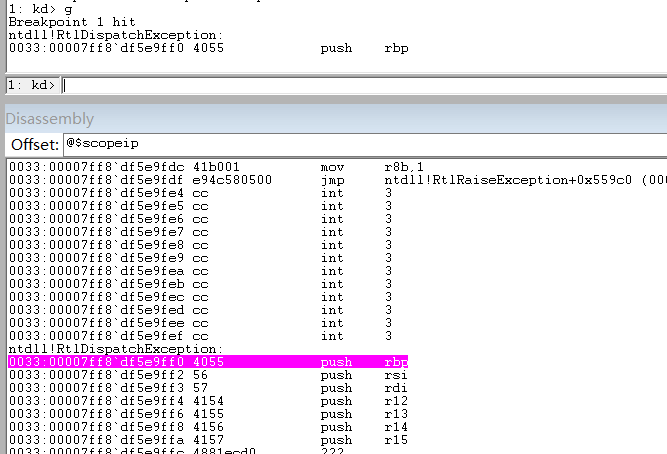 1: kd> g
Breakpoint 1 hit
ntdll!RtlDispatchException:
0033:00007ff8`df5e9ff0 4055 push rbp
1: kd>
Disassembly
Offset: @$scopeip
0033:00007ff8`df5e9fdc 41b001 mov r8b,1
0033:00007ff8`df5e9fdf e94c580500 jmp ntdll!RtlRaiseException+0x559c0 (000
0033:00007ff8`df5e9fe4 cc int 3
0033:00007ff8`df5e9fe5 cc int 3
0033:00007ff8`df5e9fe6 cc int 3
0033:00007ff8`df5e9fe7 cc int 3
0033:00007ff8`df5e9fe8 cc int 3
0033:00007ff8`df5e9fe9 cc int 3
0033:00007ff8`df5e9fea cc int 3
0033:00007ff8`df5e9feb cc int 3
0033:00007ff8`df5e9fec cc int 3
0033:00007ff8`df5e9fed cc int 3
0033:00007ff8`df5e9fee cc int 3
0033:00007ff8`df5e9fef cc int 3
ntdll!RtlDispatchException:
0033:00007ff8`df5e9ff0 4055 push rbp
0033:00007ff8`df5e9ff2 56 push rsi
0033:00007ff8`df5e9ff3 57 push rdi
0033:00007ff8`df5e9ff4 4154 push r12
0033:00007ff8`df5e9ff6 4155 push r13
0033:00007ff8`df5e9ff8 4156 push r14
0033:00007ff8`df5e9ffa 4157 push r15